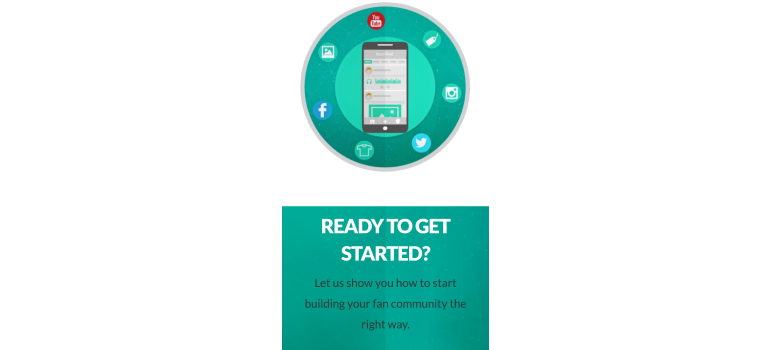 You
Tube
READY TO GET
STARTED?
Let us show you how to start
building your fan community the
right way.